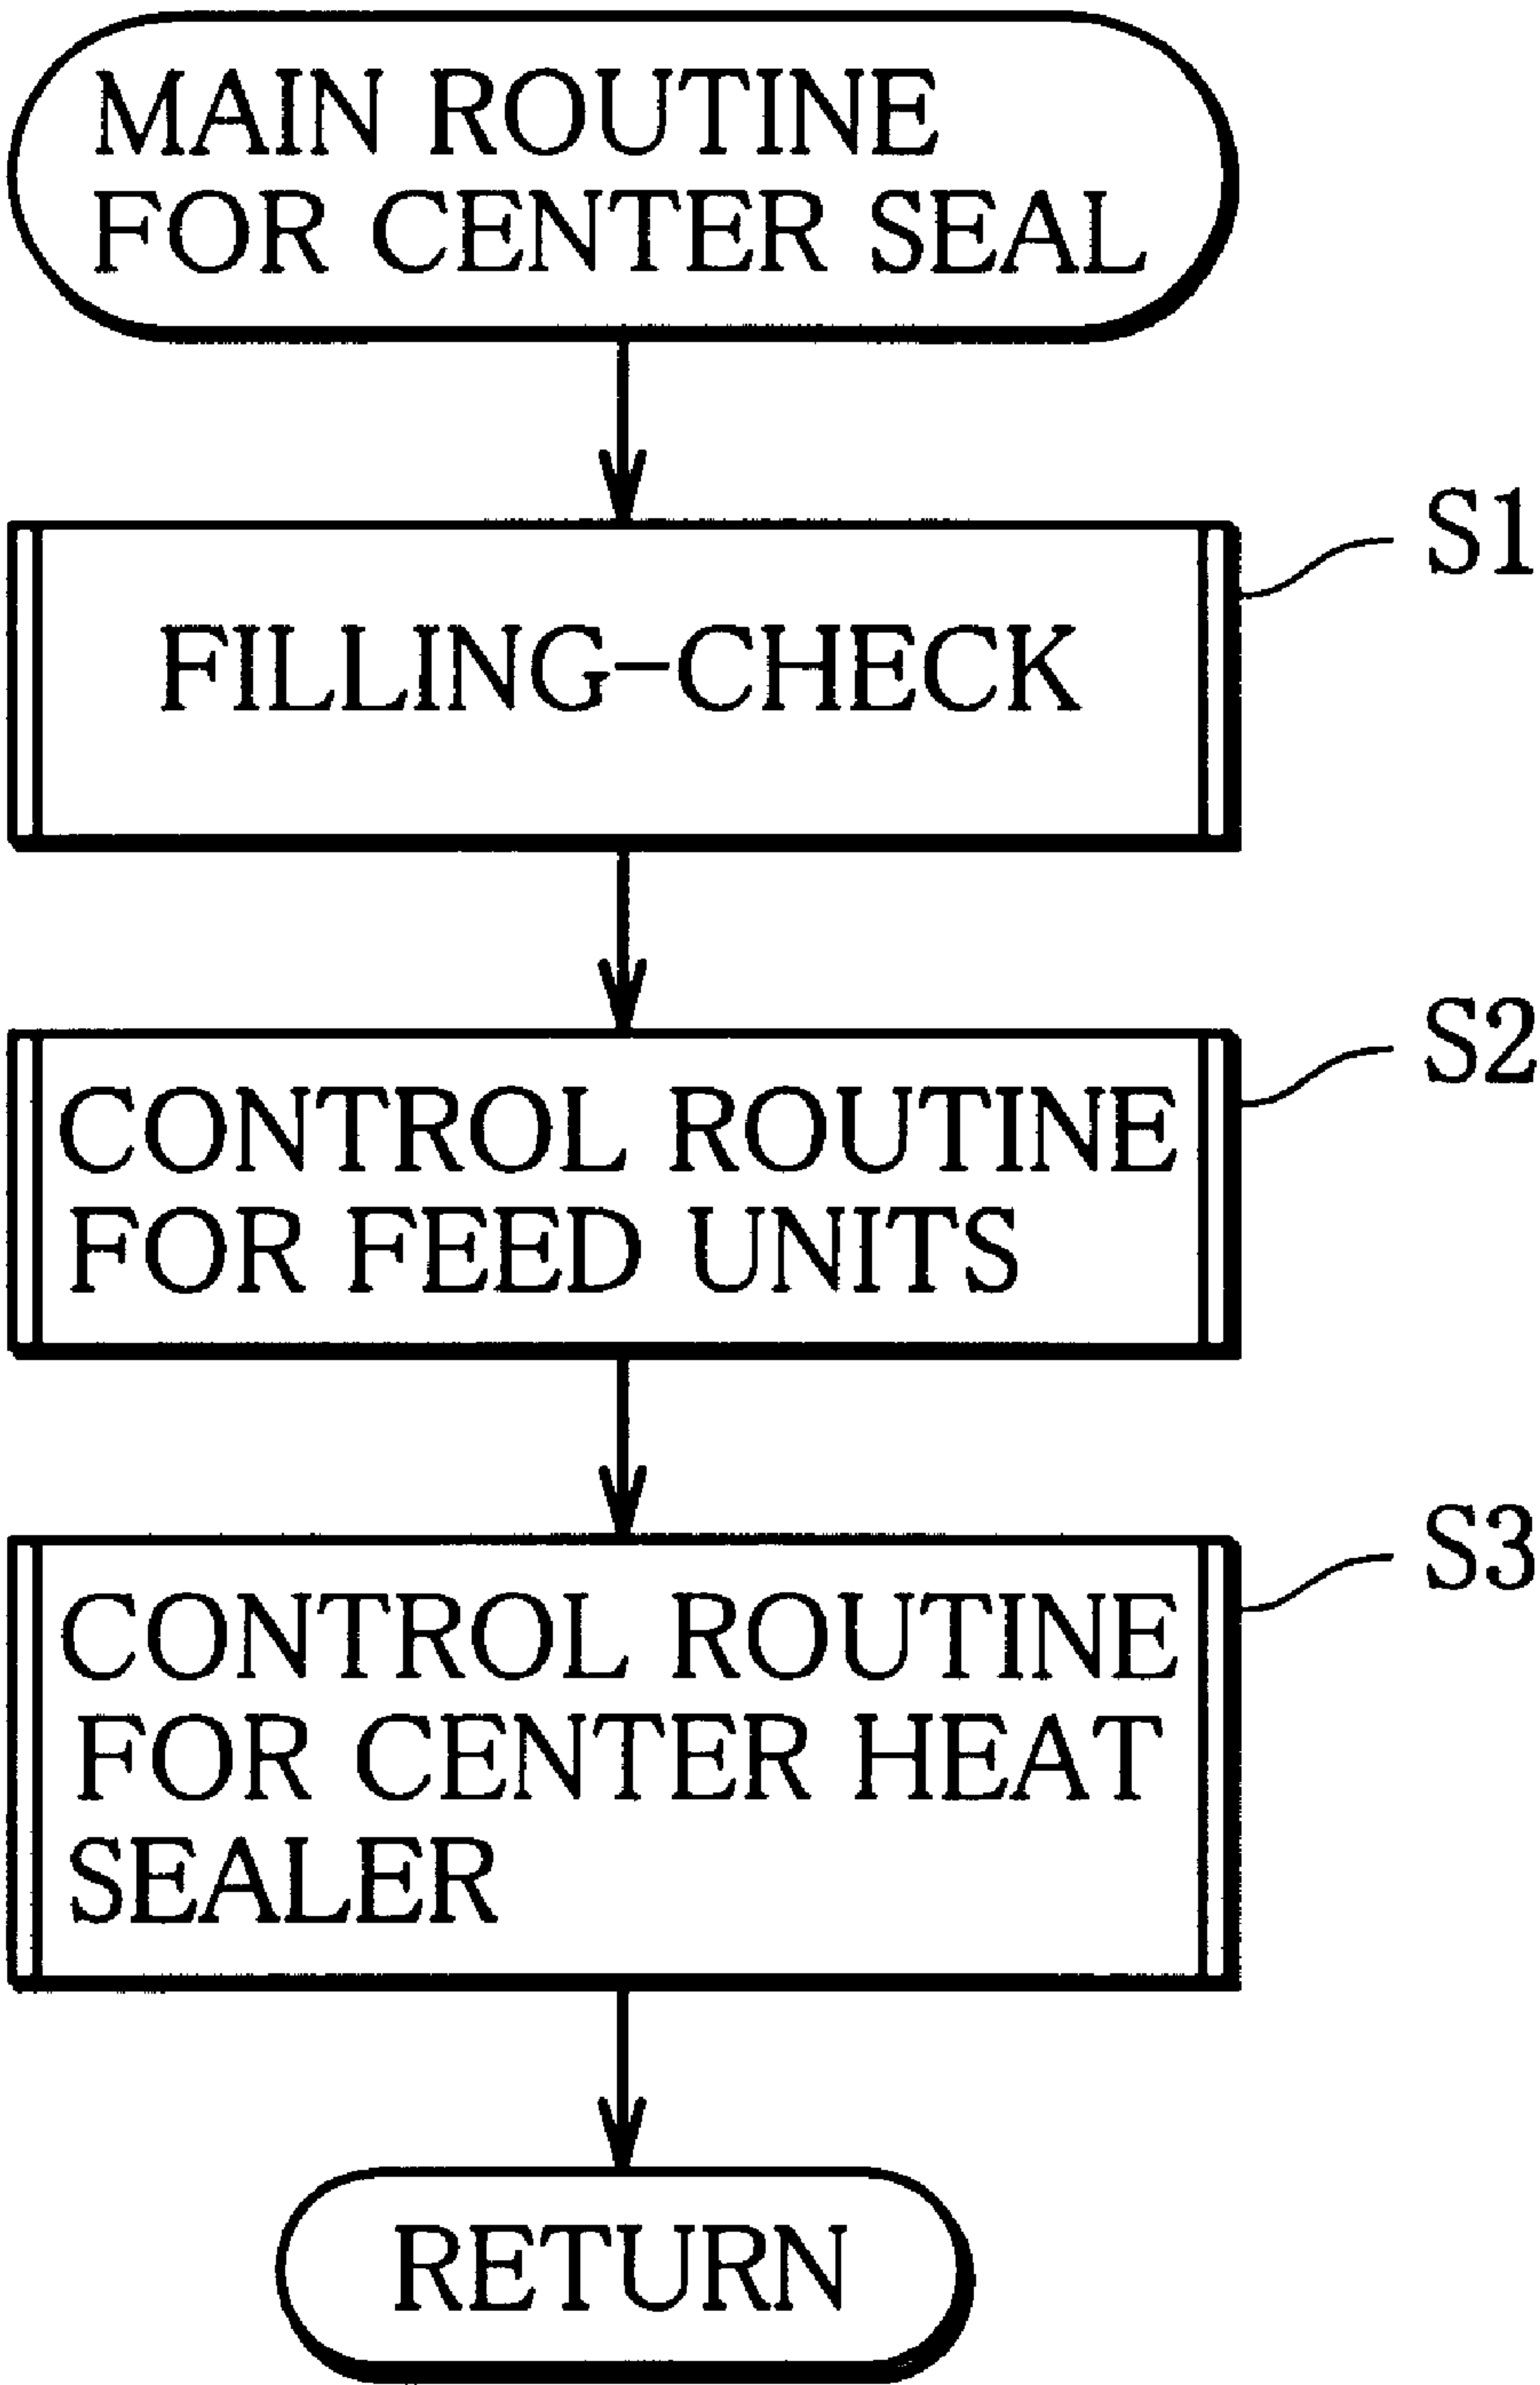 MAIN ROUTINE
FOR CENTER SEAL
S1
FILLING-CHECK
S2
CONTROL ROUTINE
FOR FEED UNITS
S3
CONTROL ROUTINE
FOR CENTER HEAT
SEALER
RETURN